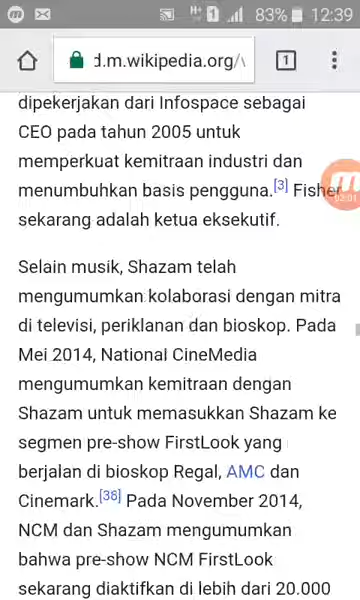 83% 12:39
d.m.wikipedia.org/
1
dipekerjakan dari Infospace sebagai
CEO pada tahun 2005 untuk
memperkuat kemitraan industri dan
menumbuhkan basis pengguna.[3] Fisher
sekarang adalah ketua eksekutif.
Selain musik, Shazam telah
mengumumkan kolaborasi dengan mitra
di televisi, periklanan dan bioskop. Pada
Mei 2014, National CineMedia
mengumumkan kemitraan dengan
Shazam untuk memasukkan Shazam ke
segmen pre-show FirstLook yang
berjalan di bioskop Regal, AMC dan
Cinemark.[38] Pada November 2014,
NCM dan Shazam mengumumkan
bahwa pre-show NCM FirstLook
sekarang diaktifkan di lebih dari 20.000